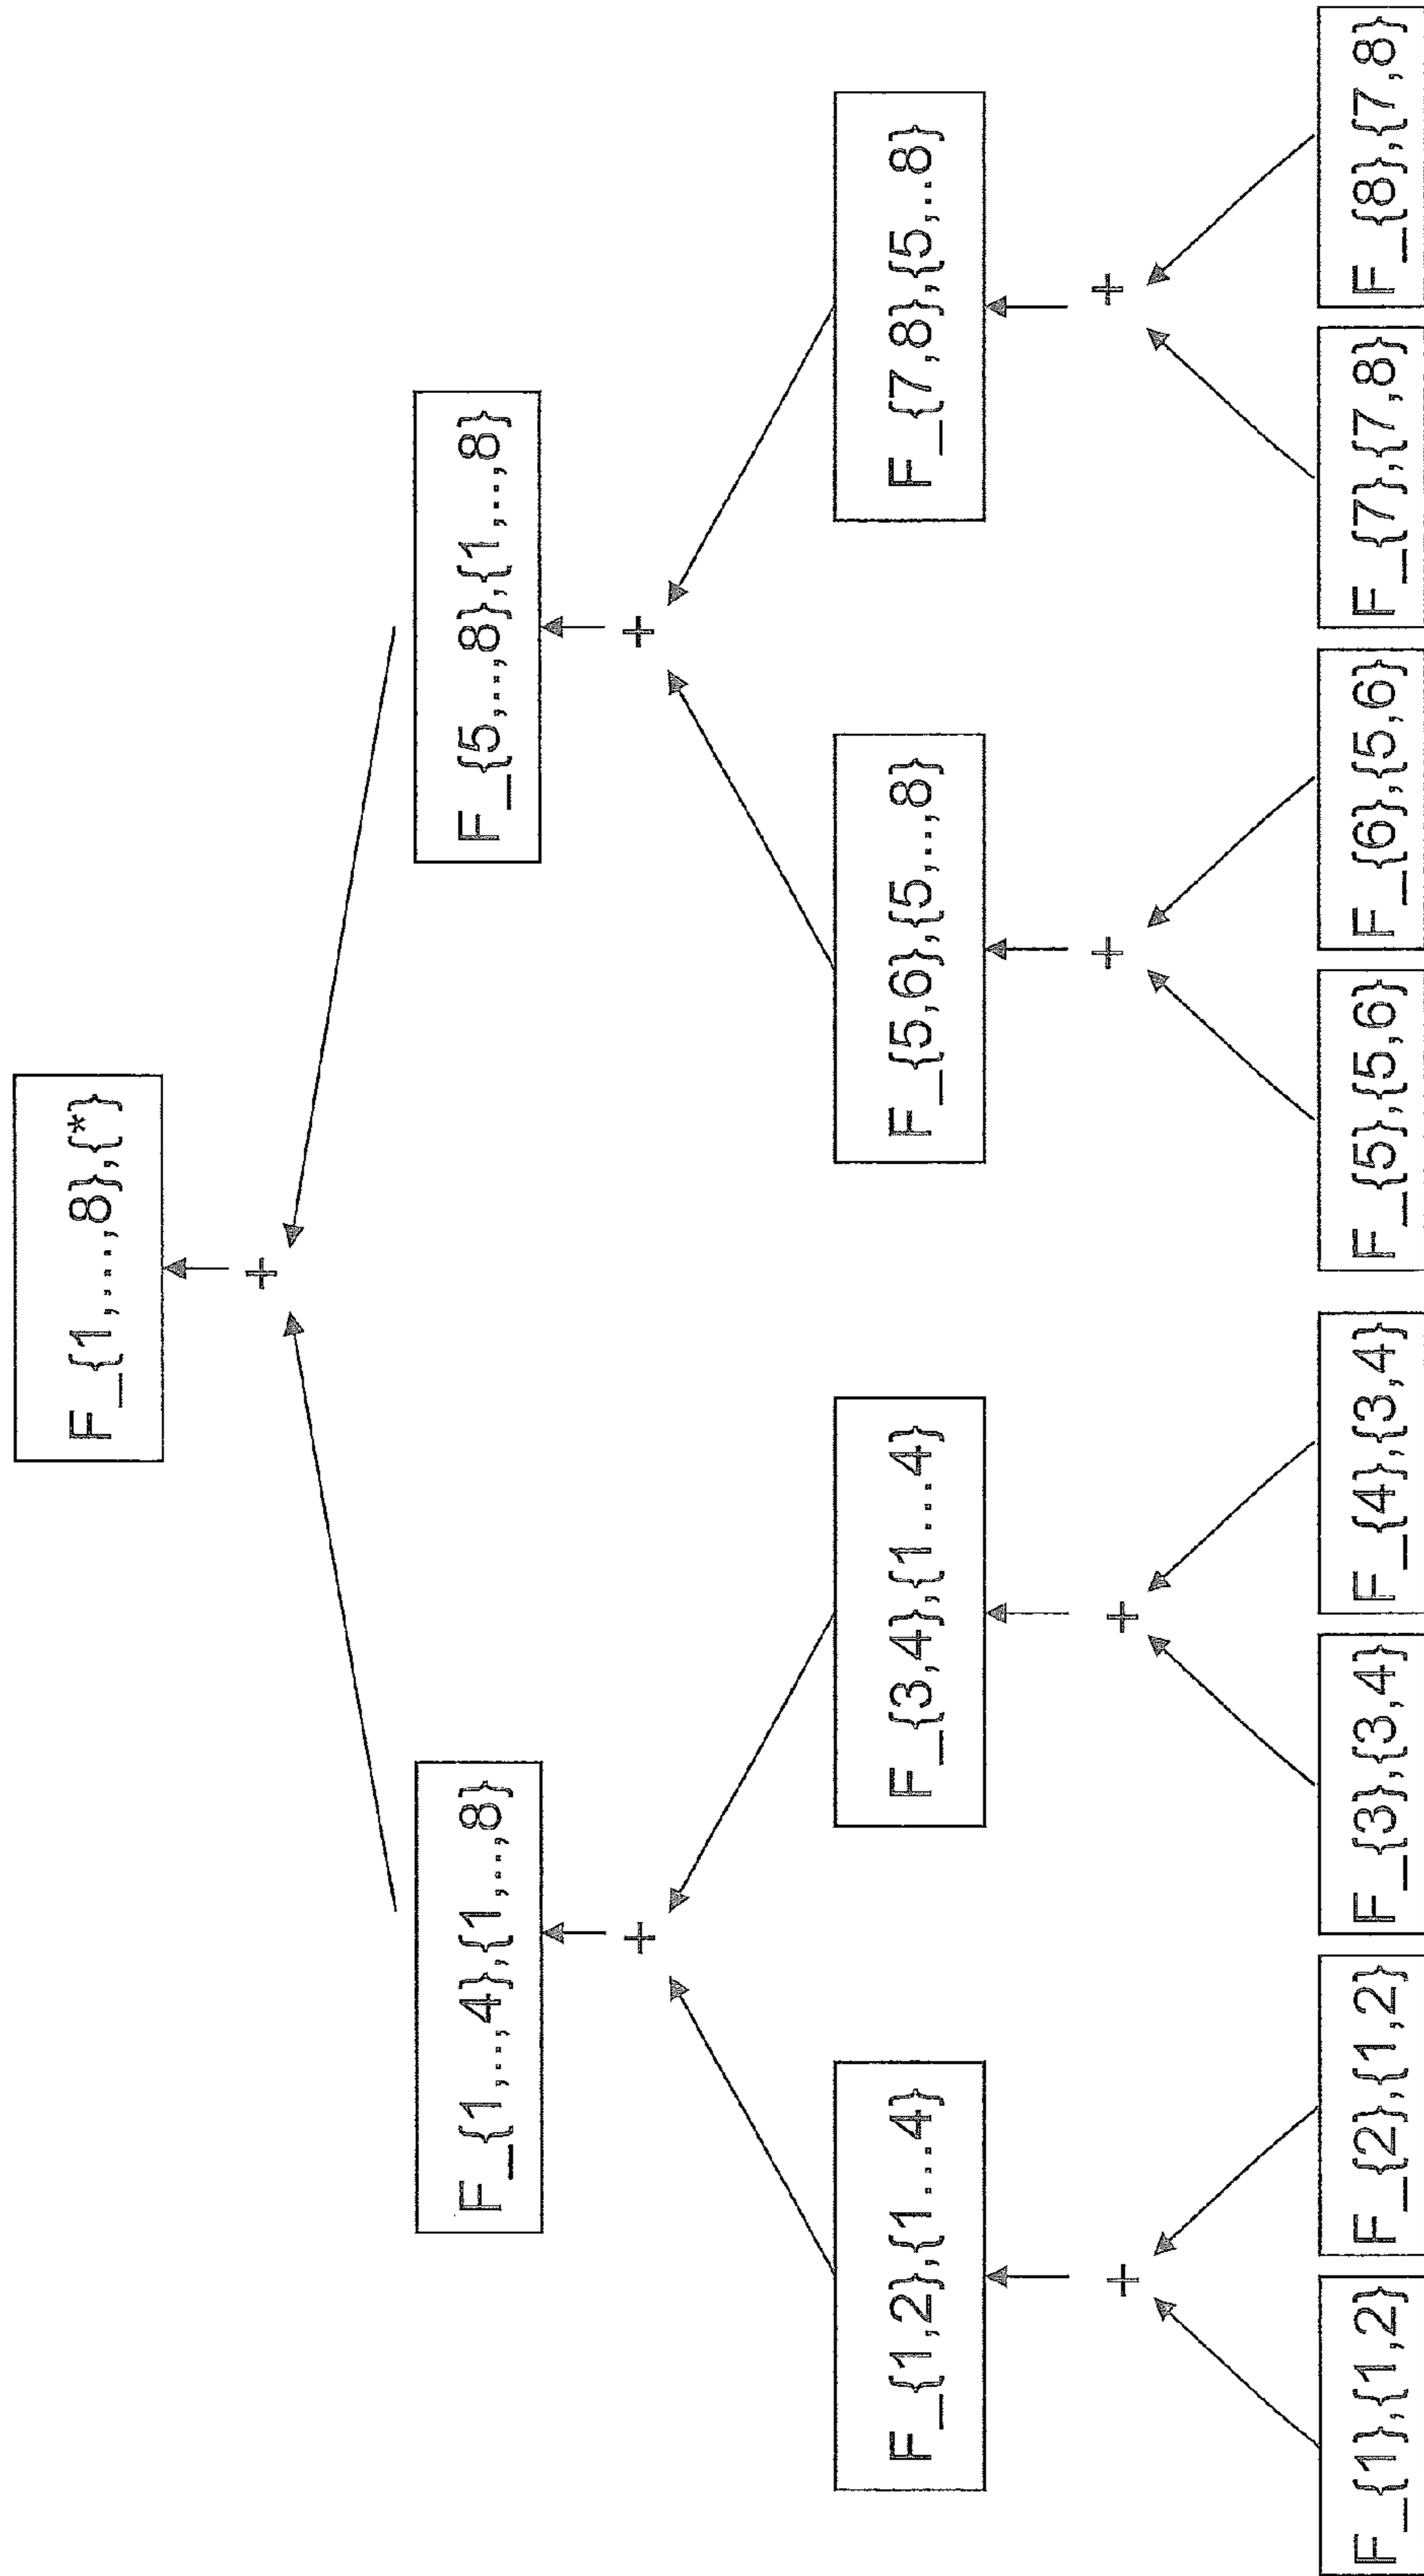 F_{1,...,8},{*}
+
F_{1,..,4},{1,..,8}
F_{5,..,8},{1,..,8}
+
+
F_{1,2},{1...4}
F_{3,4},{1...4}
F_{5,6},{5,..,8}
F_{7,8},{5,..8}
+
+
+
+
F_{1},{1,2}
F_{2},{1,2}
F_{3},{3,4}
F_{4},{3,4}
F_{5},{5,6}
F_{6},{5,6}
F_{7},{7,8}
F_{8},{7,8}